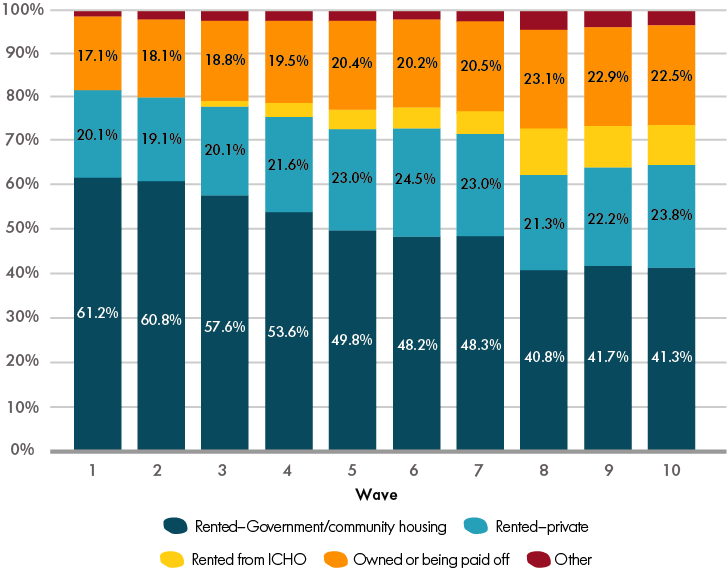 100%
17.1% 18.1% 18.8% 19.5% 20.4% 20.2% 20.5% 23.1% 22.9% 22.5%
90%
80%
20.1% 19.1% 20.1% 21.6% 23.0% 24.5% 23.0% 21.3% 22.2% 23.8%
70%
60%
50%
40%
61.2% 60.8% 57.6% 53.6% 49.8% 48.2% 48.3% 40.8% 41.7% 41.3%
30%
20%
10%
0%
1 2 3 4 5 6 7 8 9 10
Wave
Rented–Government/community housing Rented–private
Rented from ICHO Owned or being paid off Other